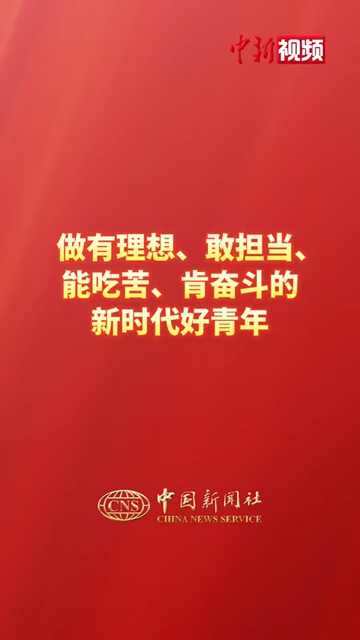 中新视频
做有理想、敢担当、
能吃苦、肯奋斗的
新时代好青年
CNS
中国新闻社
CHINA NEWS SERVICE